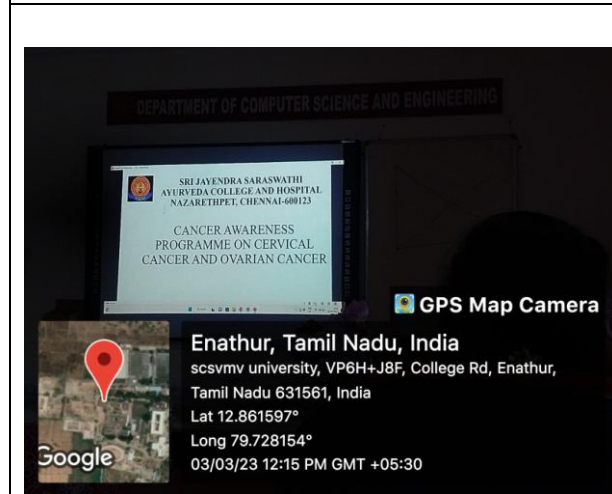 DEPARTMENT OF COMPUTER SCIENCE AND ENGINEERING
SRI JAYENDRA SARASWATHI
AYURVEDA COLLEGE AND HOSPITAL
NAZARETHPET, CHENNAI-600123
CANCER AWARENESS
PROGRAMME ON CERVICAL
CANCER AND OVARIAN CANCER
GPS Map Camera
Enathur, Tamil Nadu, India
scsvmv university, VP6H+J8F, College Rd, Enathur,
Tamil Nadu 631561, India
Lat 12.861597°
Long 79.728154°
03/03/23 12:15 PM GMT +05:30
Google